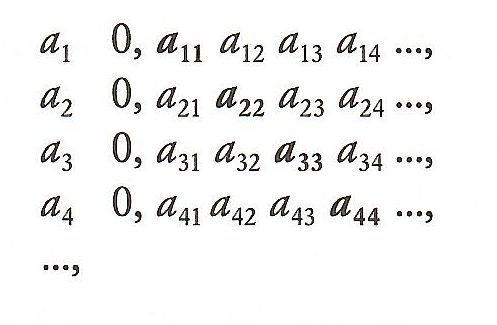 a₁ 0, a₁₁ a₁₂ a₁₃ a₁₄ ...,
a₂ 0, a₂₁ a₂₂ a₂₃ a₂₄ ...,
a₃ 0, a₃₁ a₃₂ a₃₃ a₃₄ ...,
a₄ 0, a₄₁ a₄₂ a₄₃ a₄₄ ...,
...,